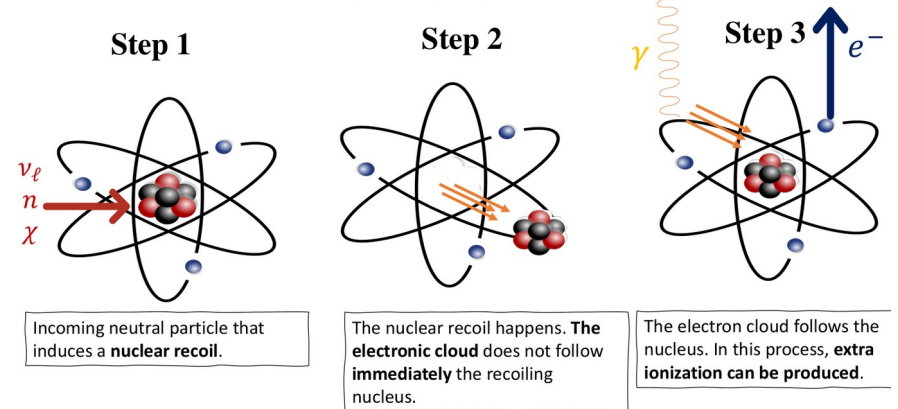 Step 1
ν_ℓ
n
χ
Incoming neutral particle that
induces a nuclear recoil.
Step 2
The nuclear recoil happens. The
electronic cloud does not follow
immediately the recoiling
nucleus.
Step 3
γ
e⁻
The electron cloud follows the
nucleus. In this process, extra
ionization can be produced.